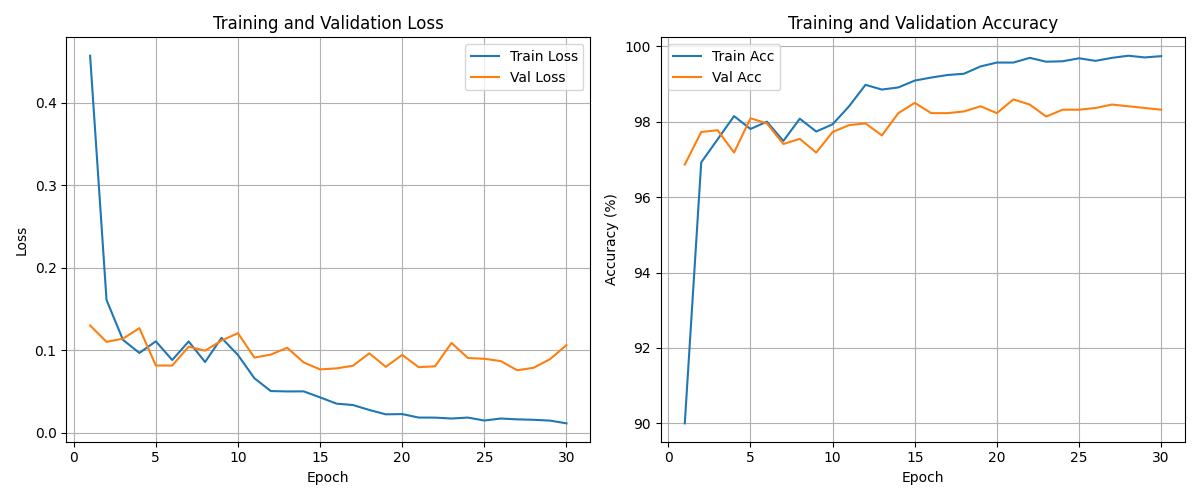 Training and Validation Loss
Train Loss
Val Loss
0.4
0.3
0.2
0.1
0.0
Loss
0 5 10 15 20 25 30
Epoch
Training and Validation Accuracy
Train Acc
Val Acc
100
98
96
94
92
90
Accuracy (%)
0 5 10 15 20 25 30
Epoch